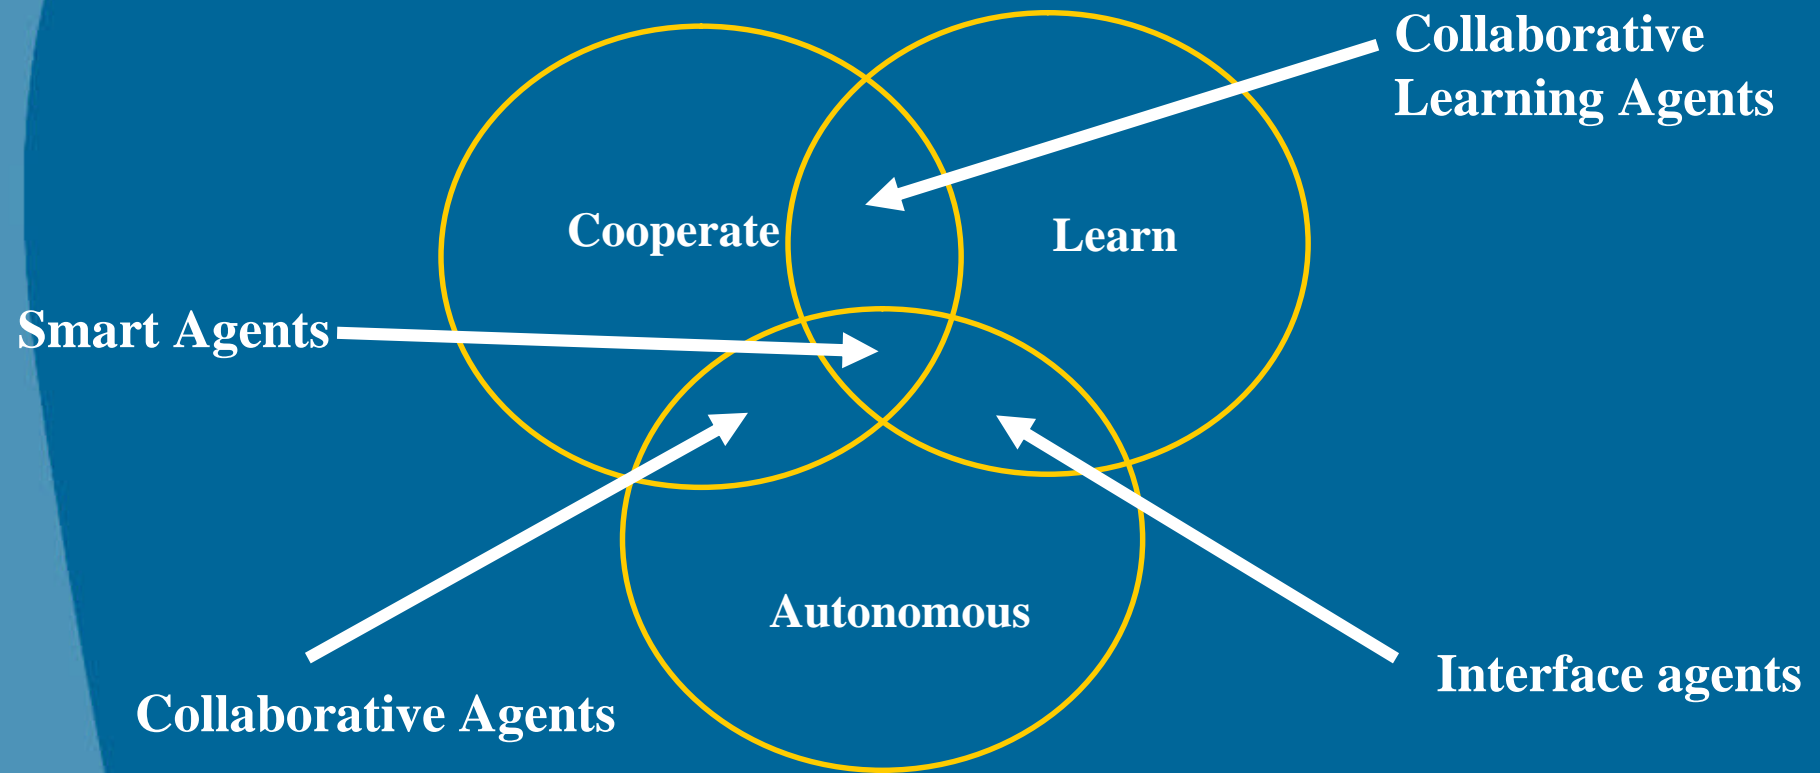 Collaborative
Learning Agents
Cooperate
Learn
Smart Agents
Autonomous
Interface agents
Collaborative Agents